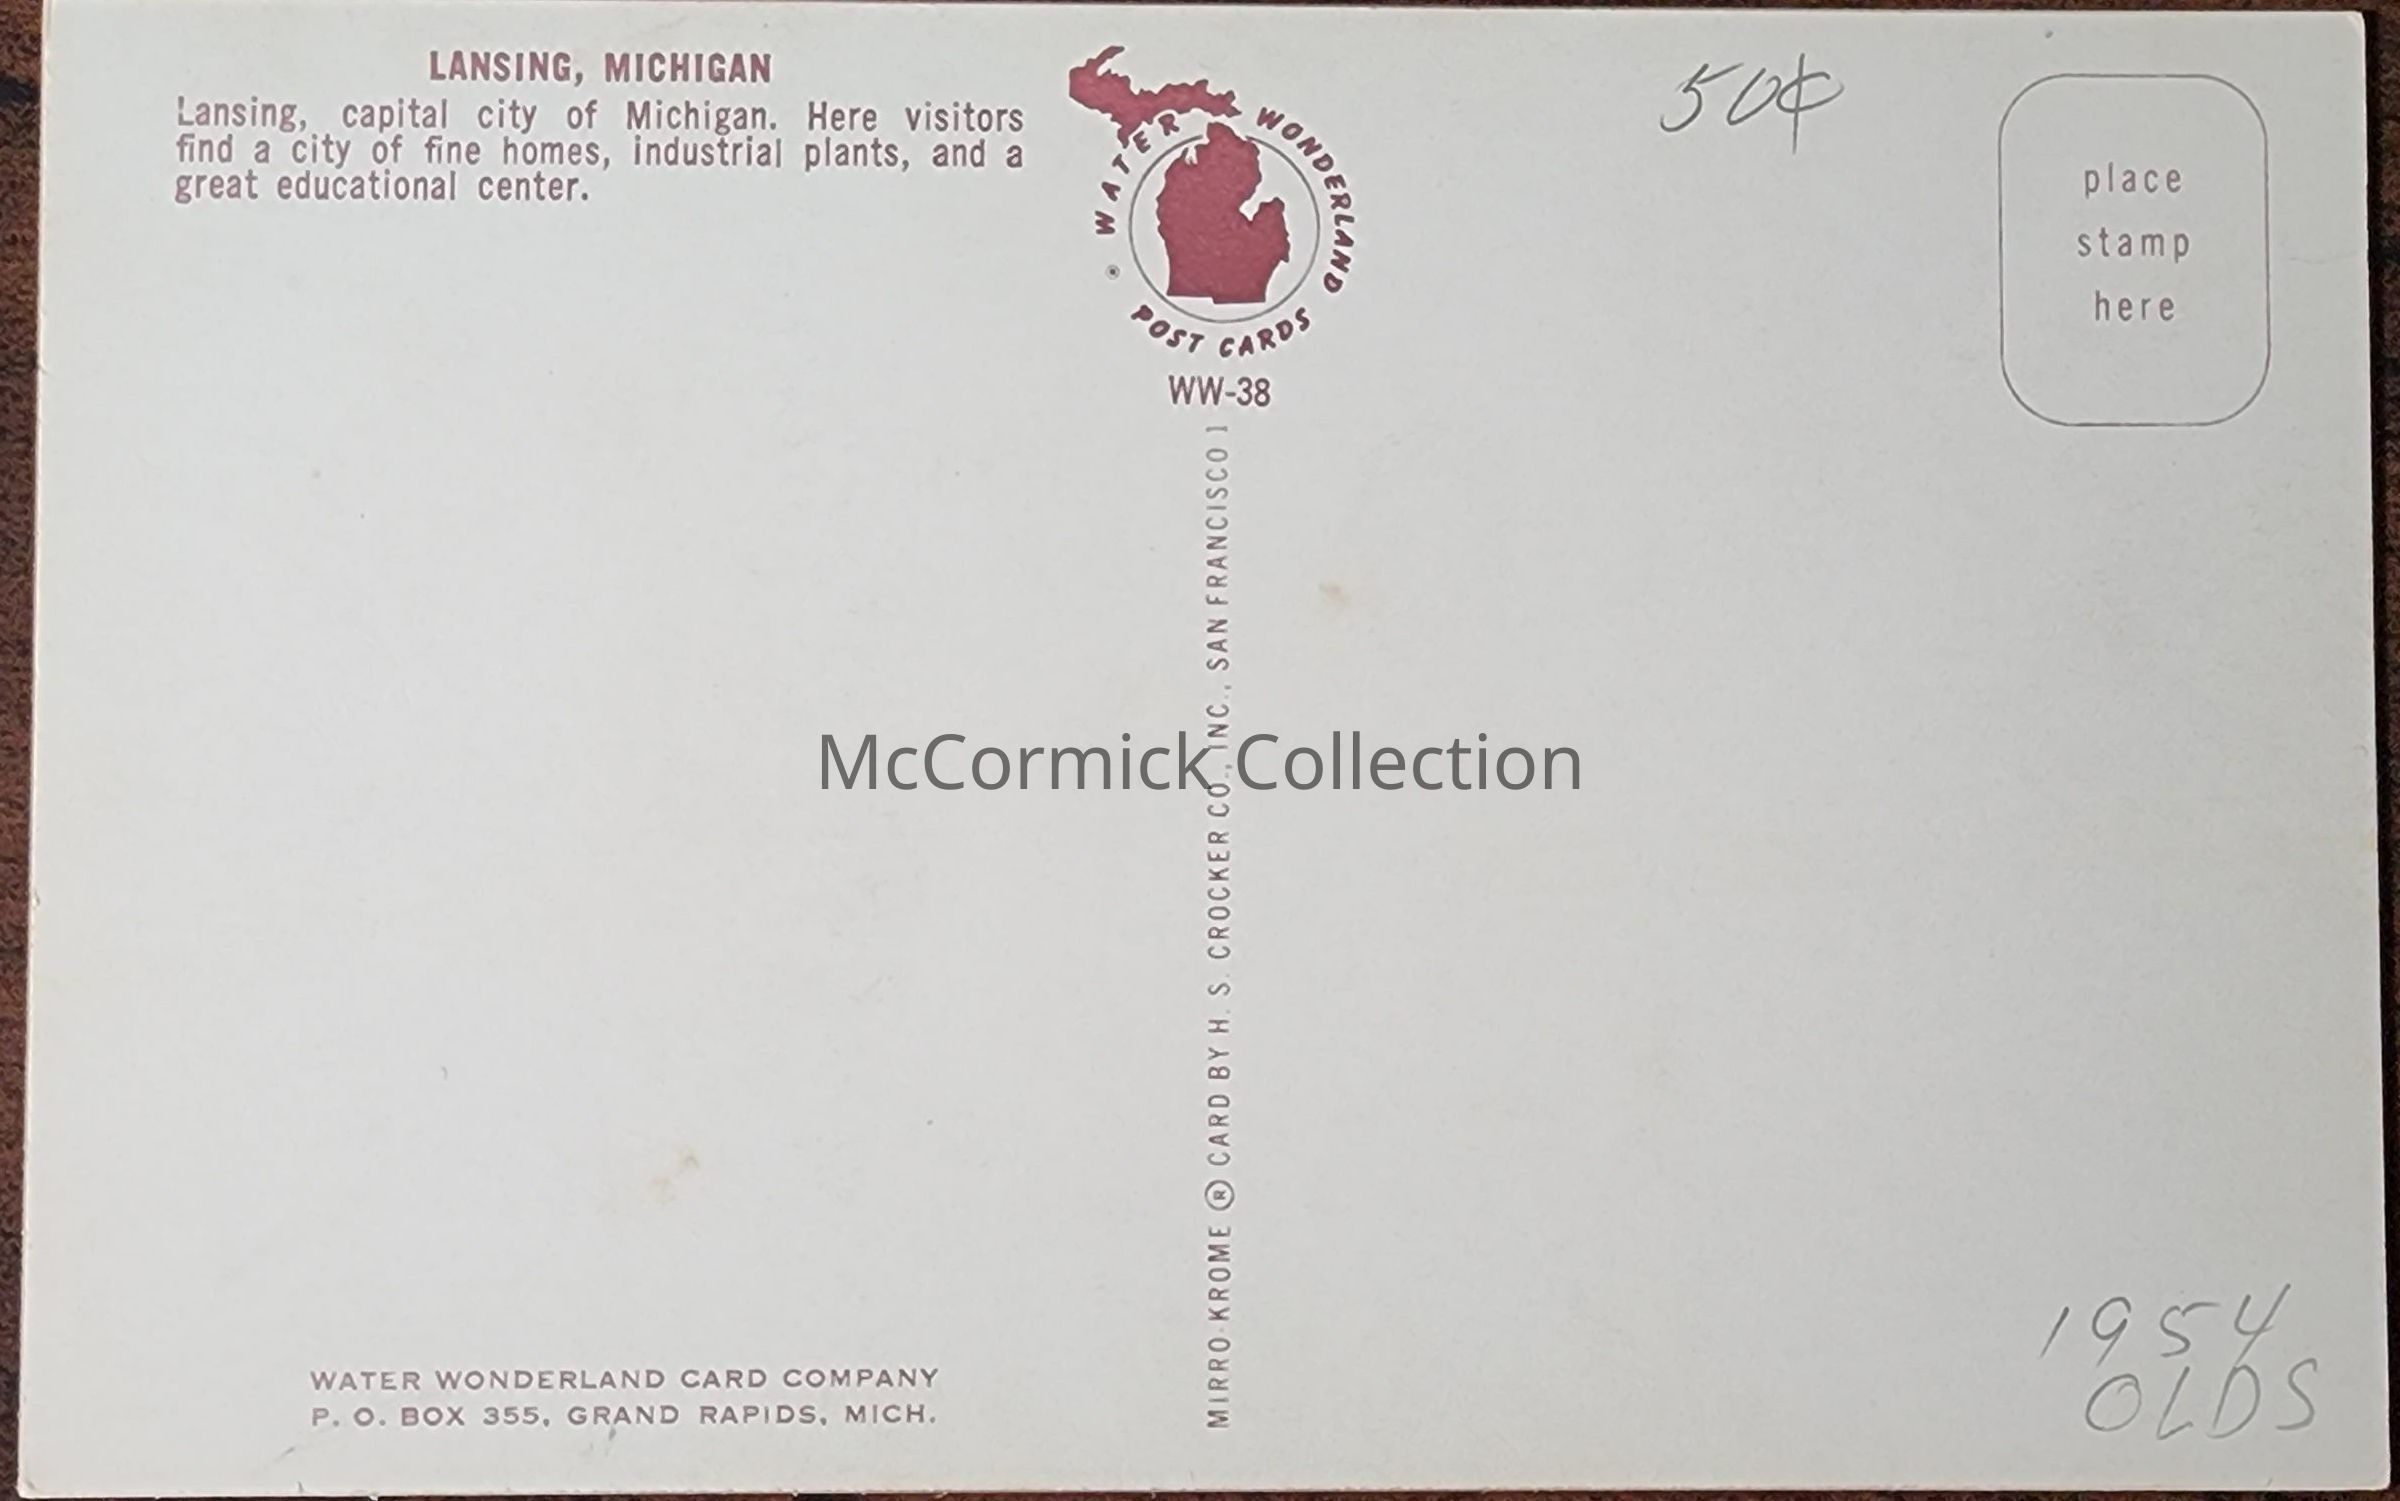 LANSING, MICHIGAN
Lansing, capital city of Michigan. Here visitors
find a city of fine homes, industrial plants, and a
great educational center.
WATER WONDERLAND
POST CARDS
WW-38
50¢
place
stamp
here
MIRRO-KROME ® CARD BY H. S. CROCKER CO., INC., SAN FRANCISCO 1
McCormick Collection
WATER WONDERLAND CARD COMPANY
P. O. BOX 355, GRAND RAPIDS, MICH.
1954
OLDS